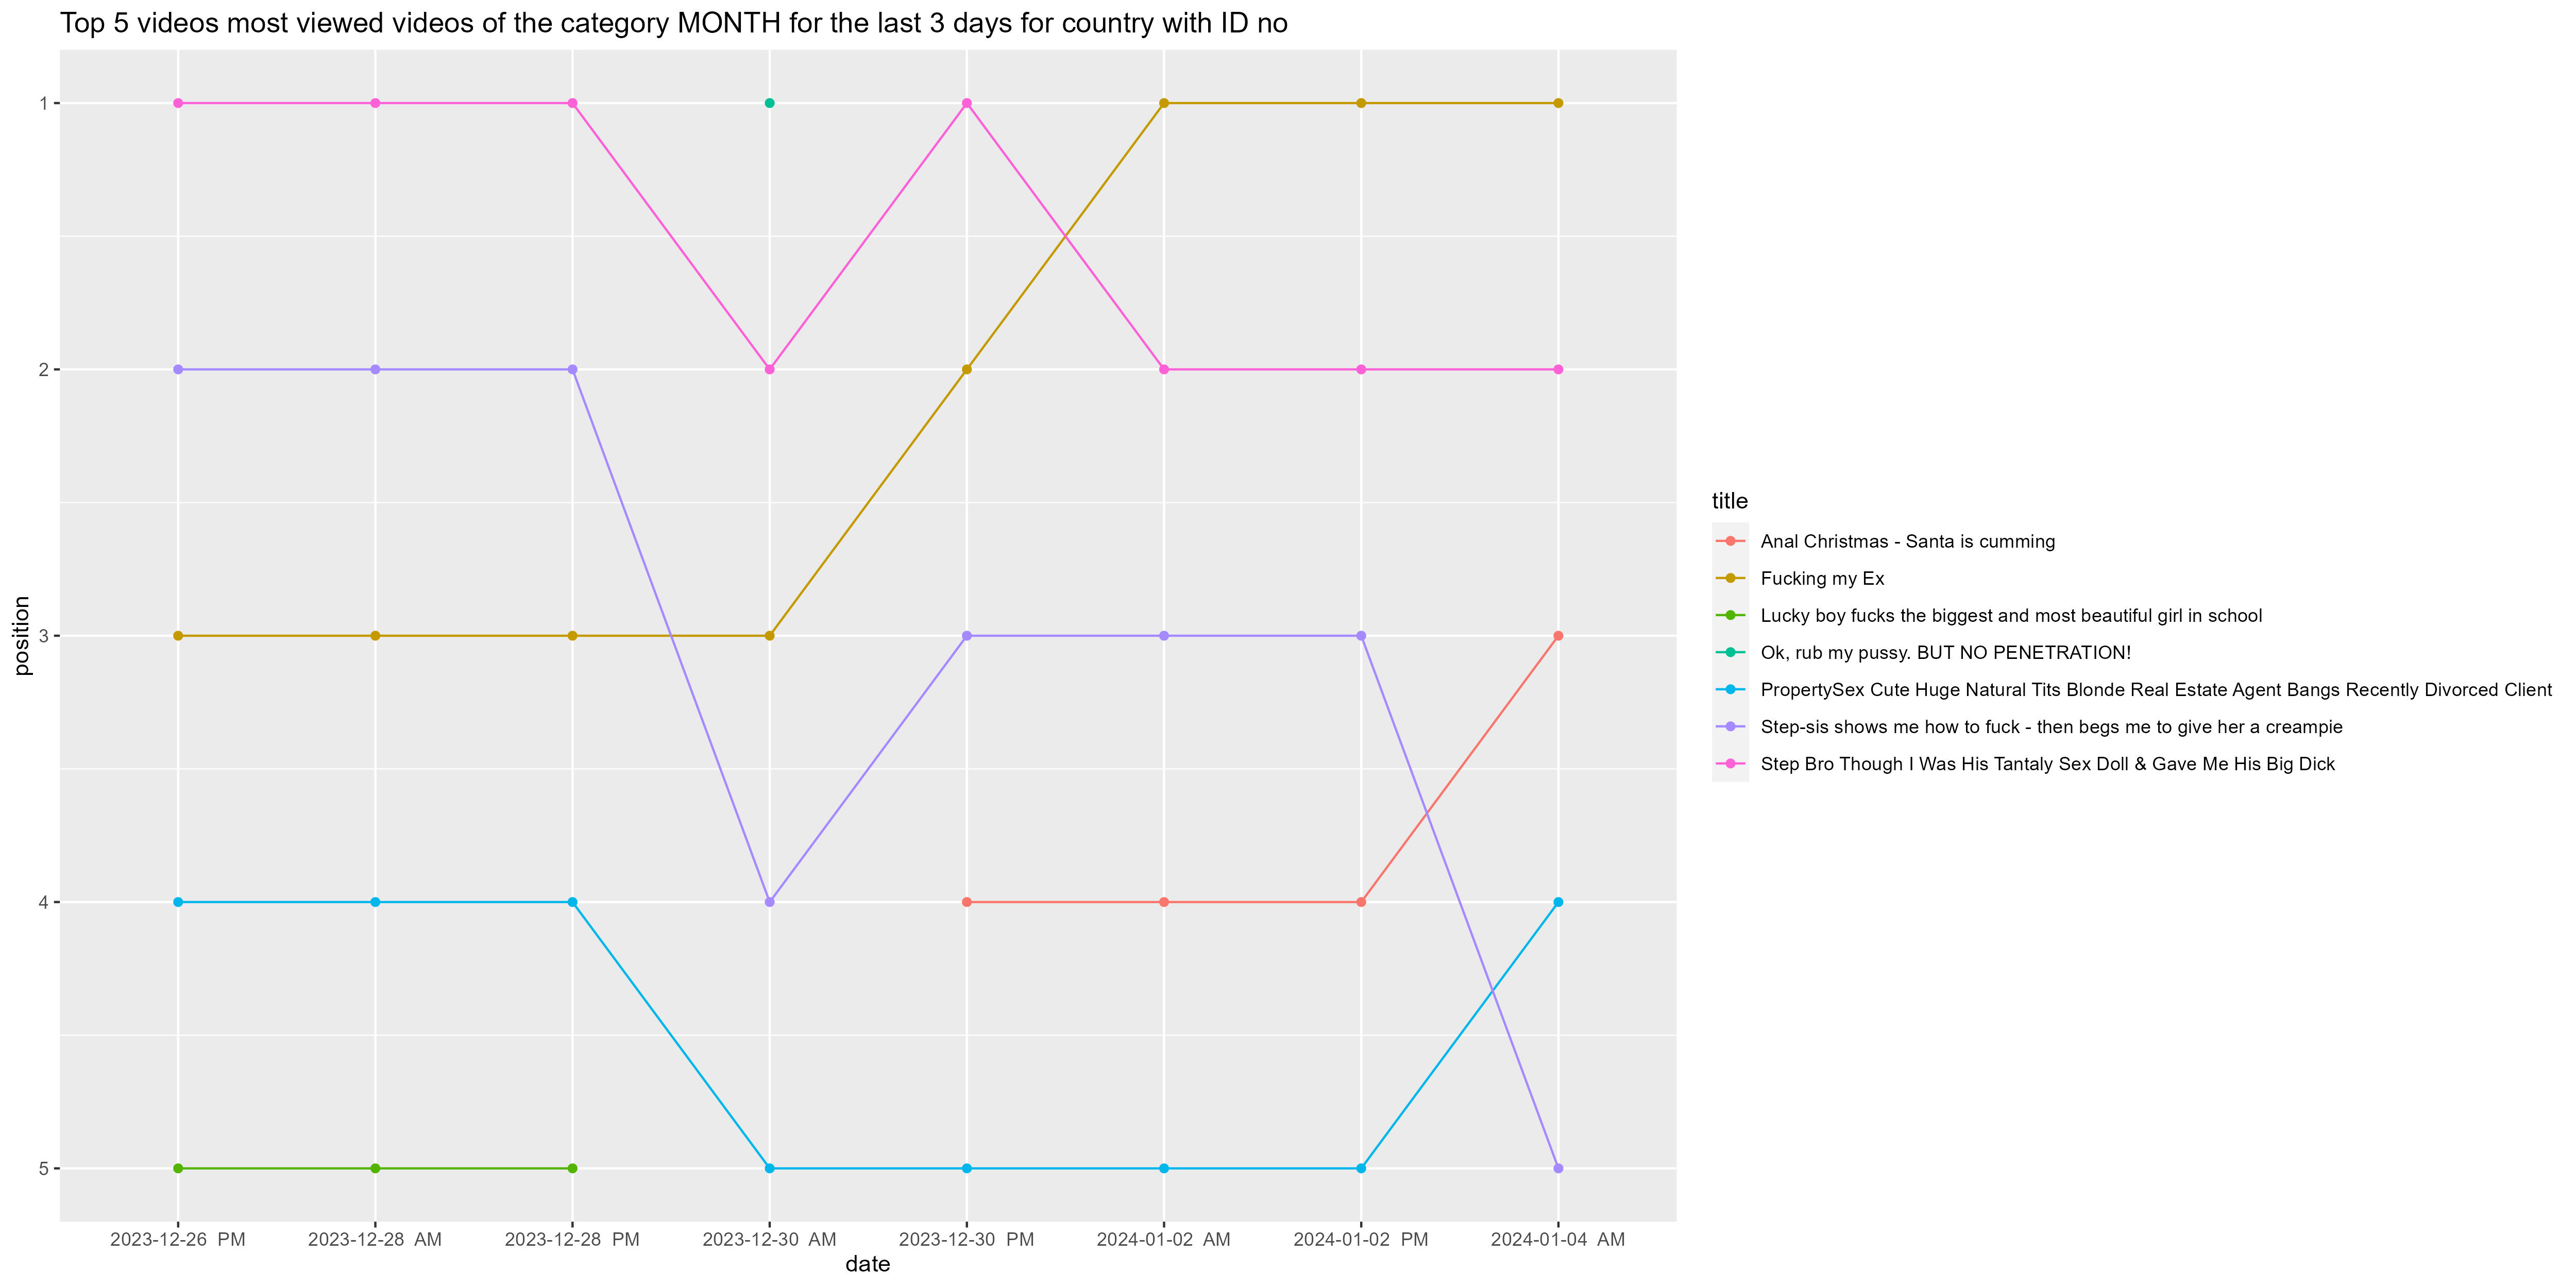 Top 5 videos most viewed videos of the category MONTH for the last 3 days for country with ID no
position
1
2
3
4
5
2023-12-26 PM
2023-12-28 AM
2023-12-28 PM
2023-12-30 AM
2023-12-30 PM
2024-01-02 AM
2024-01-02 PM
2024-01-04 AM
date
title
Anal Christmas - Santa is cumming
Fucking my Ex
Lucky boy fucks the biggest and most beautiful girl in school
Ok, rub my pussy. BUT NO PENETRATION!
PropertySex Cute Huge Natural Tits Blonde Real Estate Agent Bangs Recently Divorced Client
Step-sis shows me how to fuck - then begs me to give her a creampie
Step Bro Though I Was His Tantaly Sex Doll & Gave Me His Big Dick